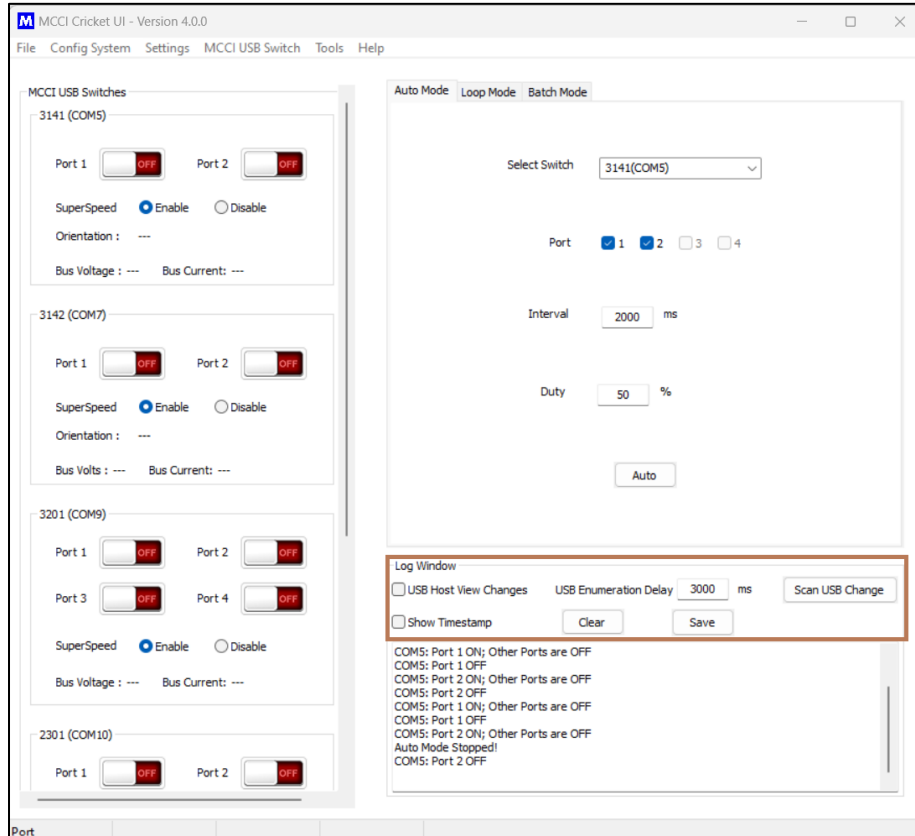 M MCCI Cricket UI - Version 4.0.0
File Config System Settings MCCI USB Switch Tools Help
MCCI USB Switches
3141 (COM5)
Port 1 OFF Port 2 OFF
SuperSpeed Enable Disable
Orientation : ---
Bus Voltage : --- Bus Current: ---
3142 (COM7)
Port 1 OFF Port 2 OFF
SuperSpeed Enable Disable
Orientation : ---
Bus Volts : --- Bus Current: ---
3201 (COM9)
Port 1 OFF Port 2 OFF
Port 3 OFF Port 4 OFF
SuperSpeed Enable Disable
Bus Voltage : --- Bus Current: ---
2301 (COM10)
Port 1 OFF Port 2 OFF
Auto Mode Loop Mode Batch Mode
Select Switch 3141(COM5)
Port 1 2 3 4
Interval 2000 ms
Duty 50 %
Auto
Log Window
USB Host View Changes USB Enumeration Delay 3000 ms Scan USB Change
Show Timestamp Clear Save
COM5: Port 1 ON; Other Ports are OFF
COM5: Port 1 OFF
COM5: Port 2 ON; Other Ports are OFF
COM5: Port 2 OFF
COM5: Port 1 ON; Other Ports are OFF
COM5: Port 1 OFF
COM5: Port 2 ON; Other Ports are OFF
Auto Mode Stopped!
COM5: Port 2 OFF
Port